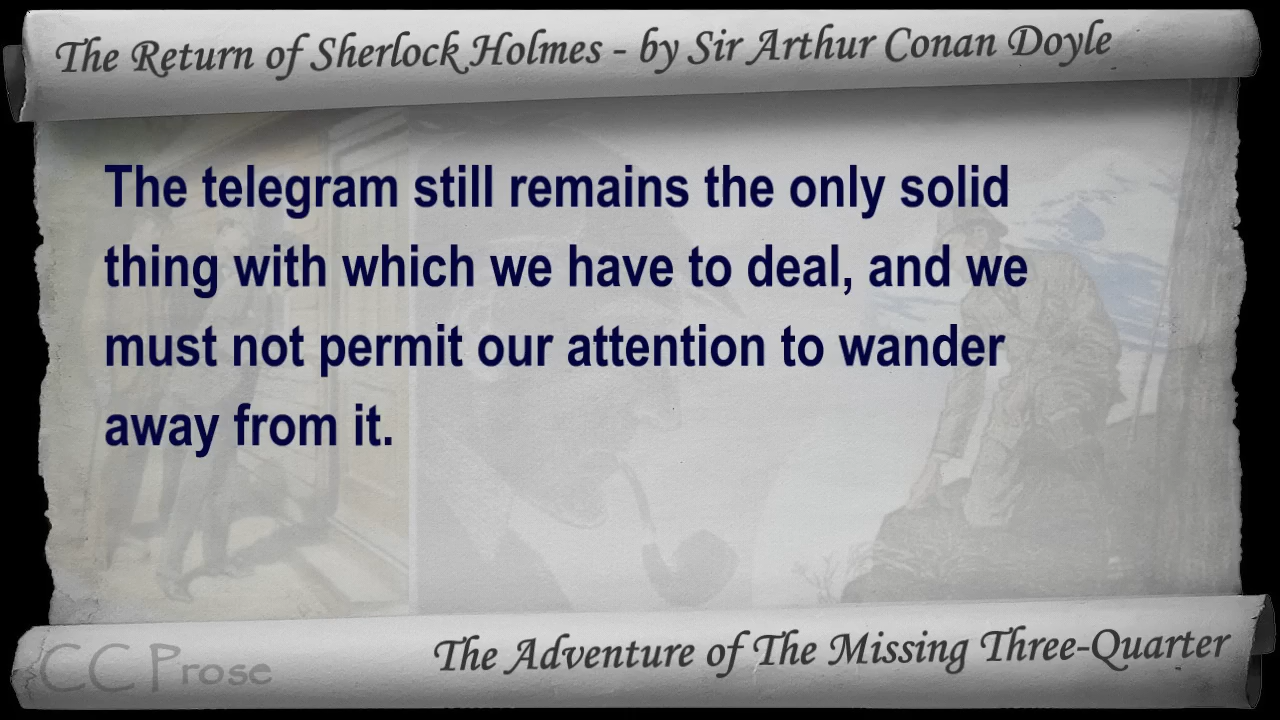 The Return of Sherlock Holmes - by Sir Arthur Conan Doyle
The telegram still remains the only solid
thing with which we have to deal, and we
must not permit our attention to wander
away from it.
The Adventure of The Missing Three-Quarter
CC Prose